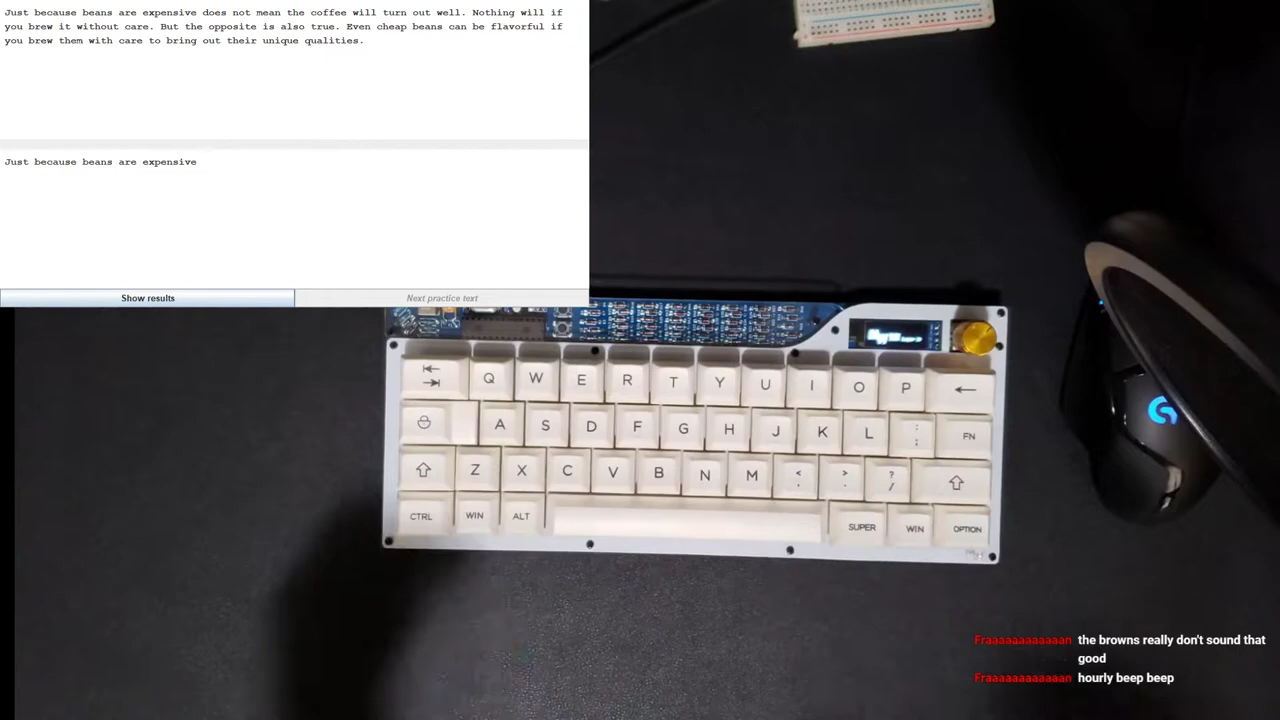 Just because beans are expensive does not mean the coffee will turn out well. Nothing will if
you brew it without care. But the opposite is also true. Even cheap beans can be flavorful if
you brew them with care to bring out their unique qualities.
Just because beans are expensive
Show results
Next practice text
Q W E R T Y U I O P
A S D F G H J K L : ; FN
Z X C V B N M < , > . ? /
CTRL WIN ALT SUPER WIN OPTION
Fraaaaaaaaaaan the browns really don't sound that
good
Fraaaaaaaaaaan hourly beep beep